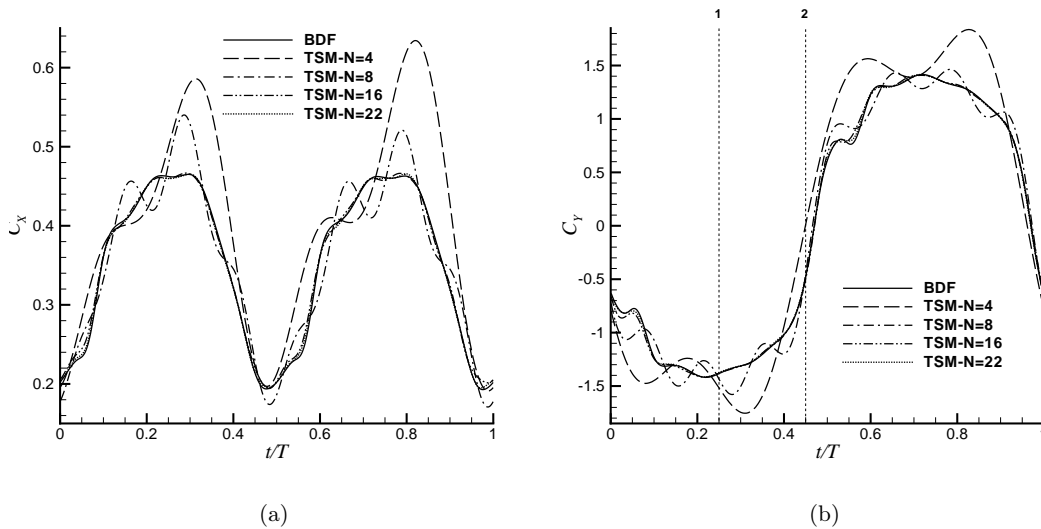 BDF
TSM-N=4
TSM-N=8
TSM-N=16
TSM-N=22
0.6
0.5
0.4
0.3
0.2
C_X
0 0.2 0.4 0.6 0.8 1
t/T
(a)
1 2
1.5
1
0.5
0
-0.5
-1
-1.5
C_Y
BDF
TSM-N=4
TSM-N=8
TSM-N=16
TSM-N=22
0 0.2 0.4 0.6 0.8 1
t/T
(b)